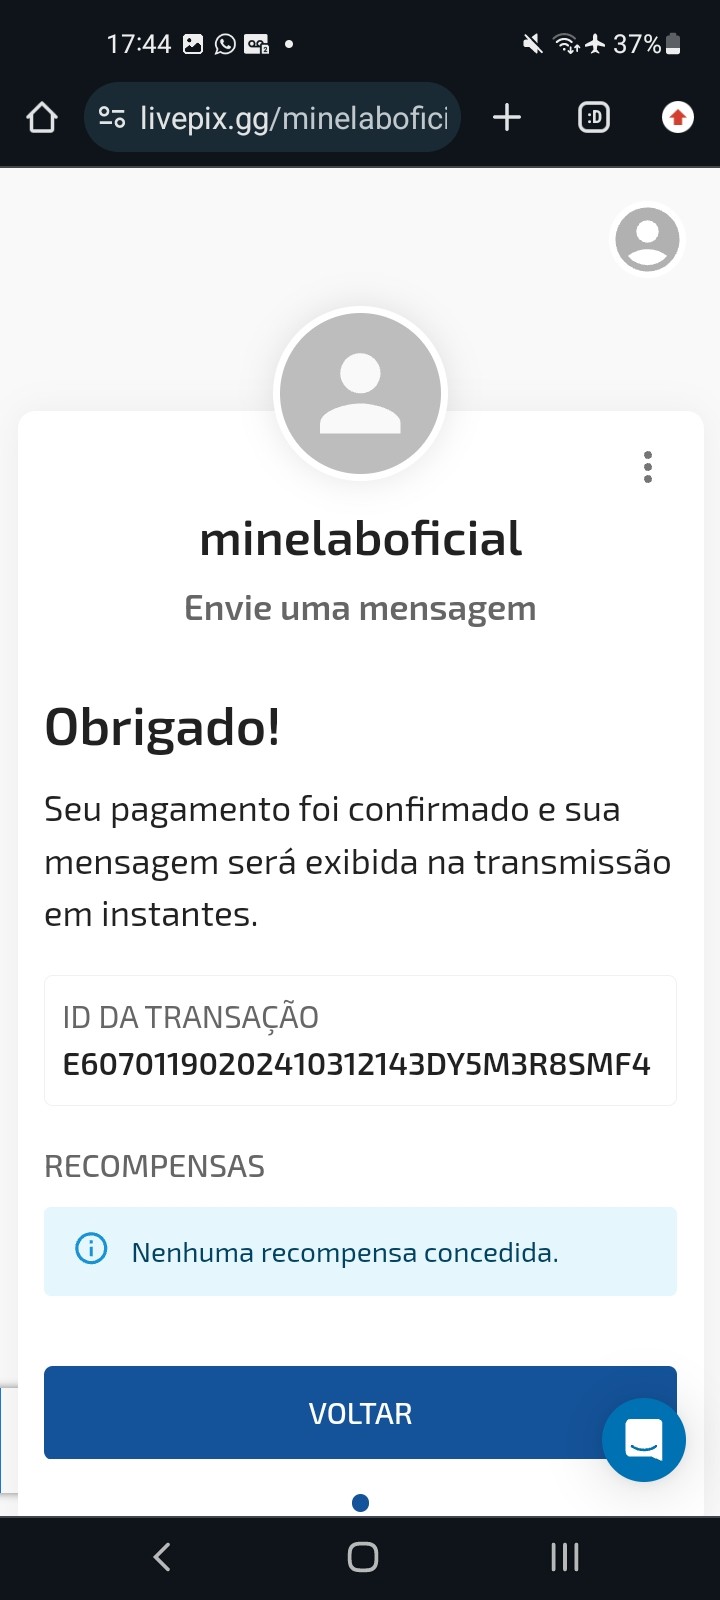 17:44
37%
livepix.gg/minelabofici
:D
minelaboficial
Envie uma mensagem
Obrigado!
Seu pagamento foi confirmado e sua
mensagem será exibida na transmissão
em instantes.
ID DA TRANSAÇÃO
E60701190202410312143DY5M3R8SMF4
RECOMPENSAS
Nenhuma recompensa concedida.
VOLTAR